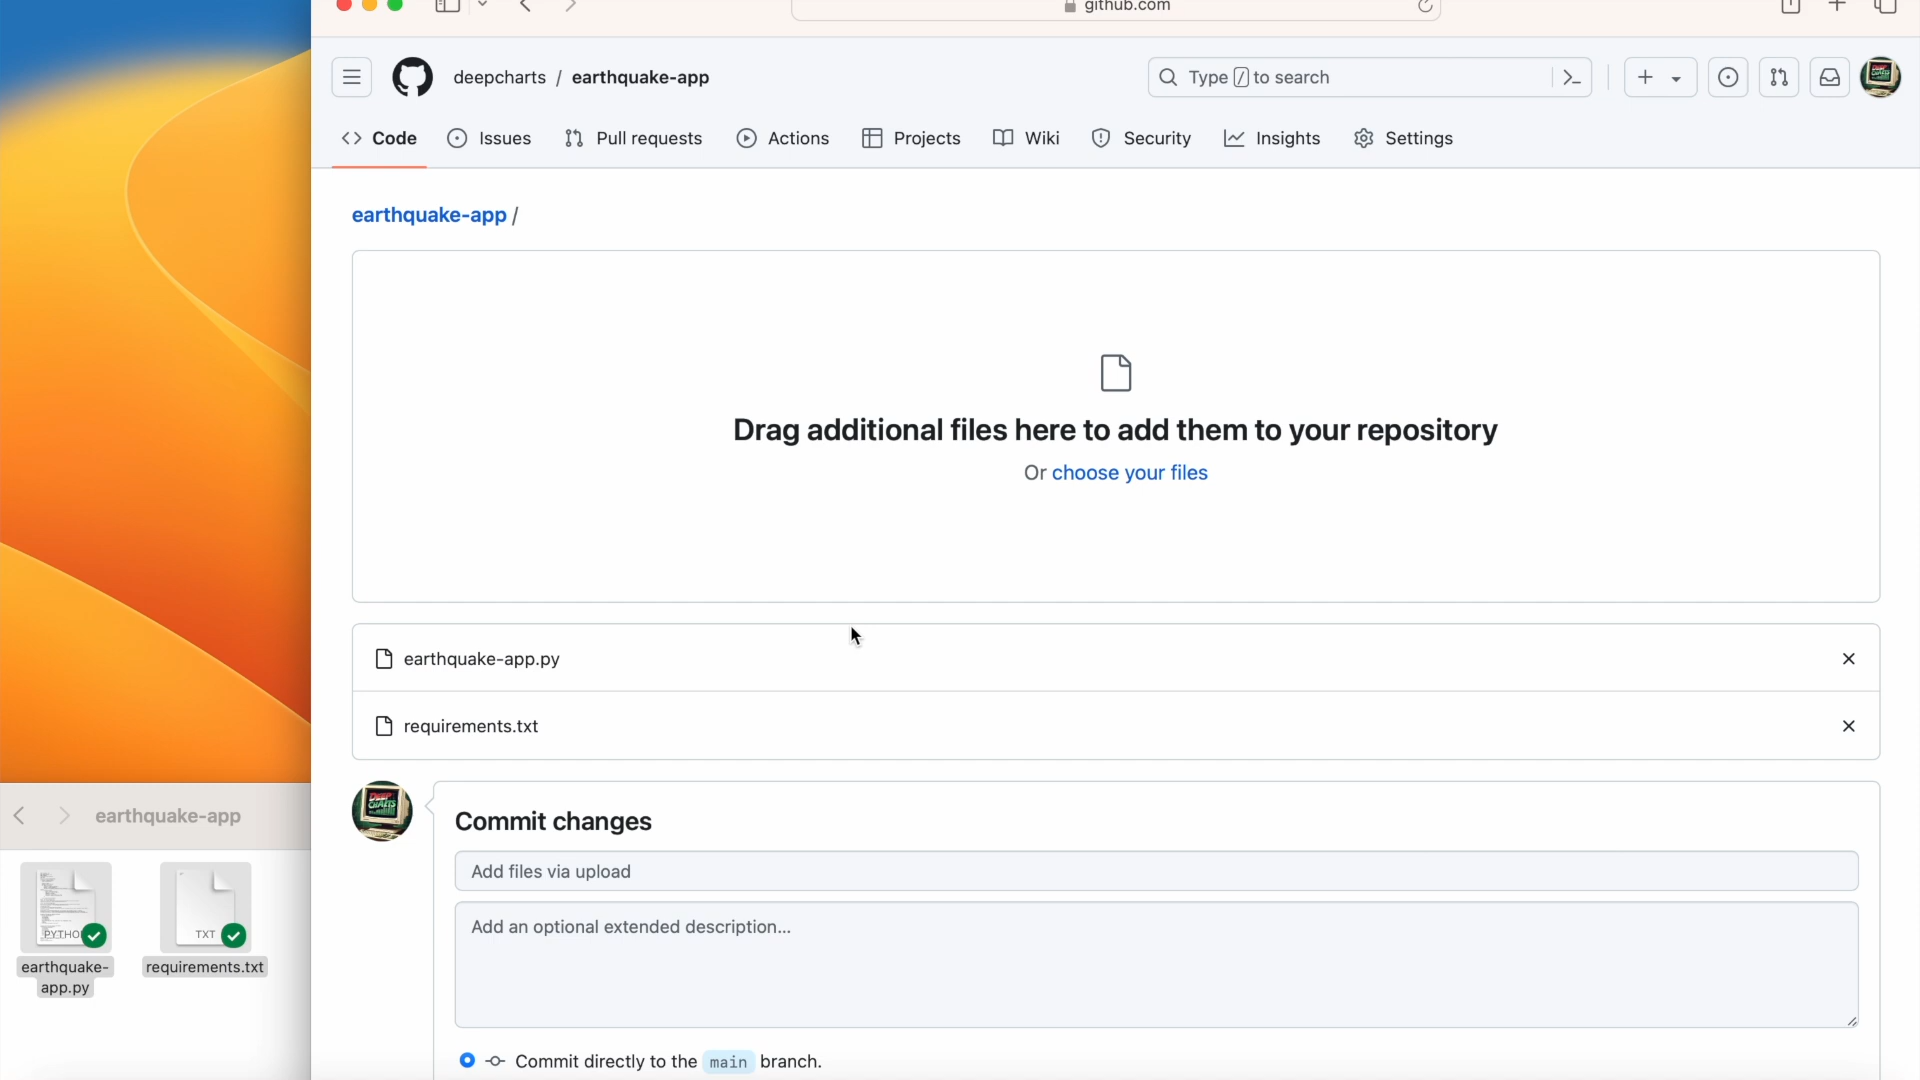 github.com
deepcharts / earthquake-app
Type / to search
Code Issues Pull requests Actions Projects Wiki Security Insights Settings
earthquake-app /
Drag additional files here to add them to your repository
Or choose your files
earthquake-app.py
requirements.txt
Commit changes
Add files via upload
Add an optional extended description...
Commit directly to the main branch.
earthquake-app
TXT
earthquake-
app.py
requirements.txt